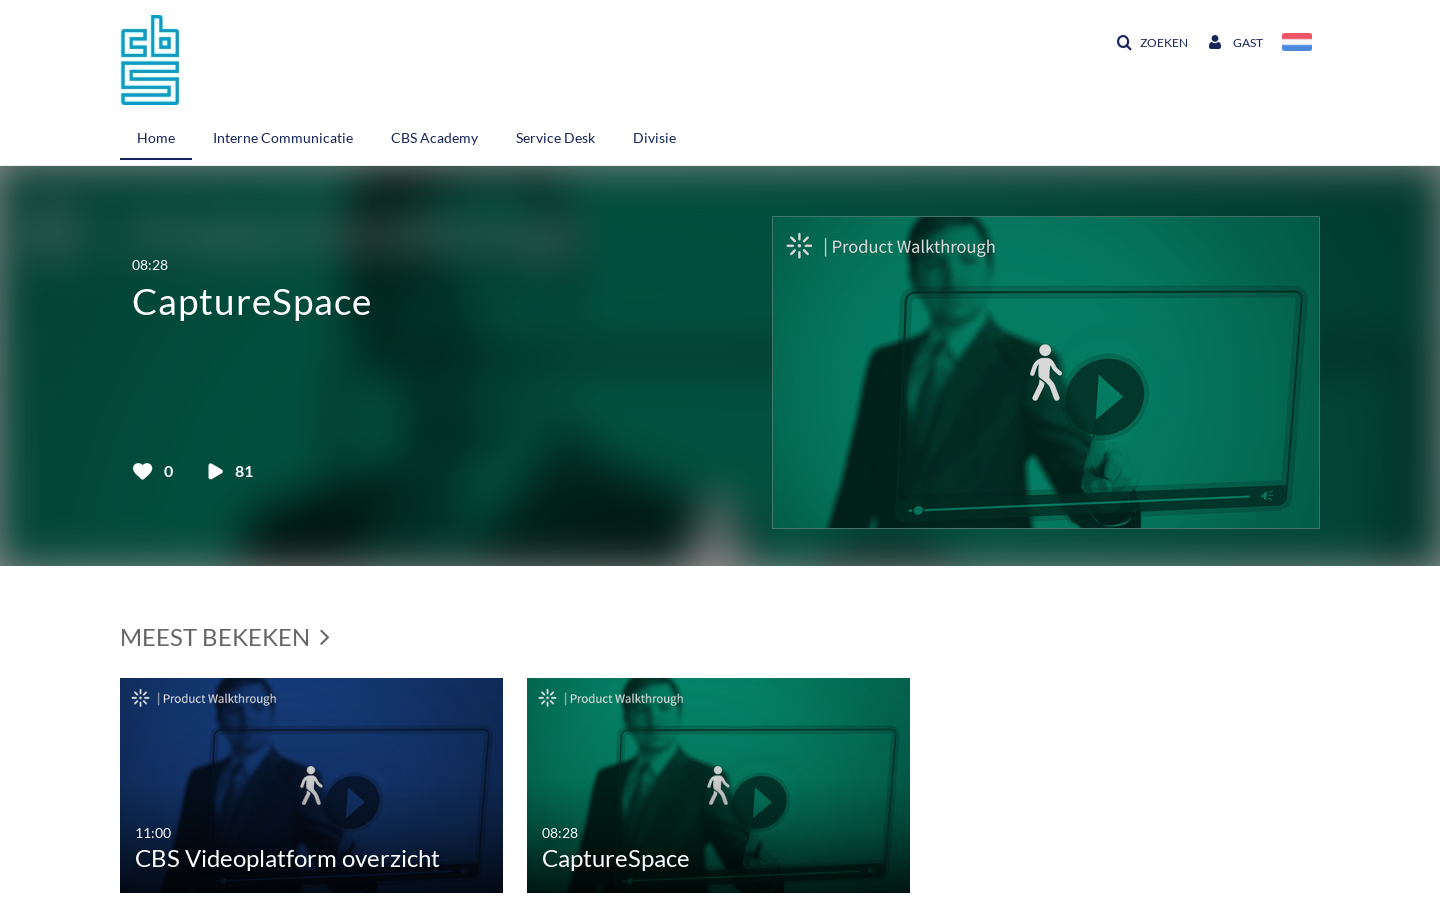 cbs
ZOEKEN
GAST
Home
Interne Communicatie
CBS Academy
Service Desk
Divisie
08:28
CaptureSpace
0
81
| Product Walkthrough
MEEST BEKEKEN
| Product Walkthrough
11:00
CBS Videoplatform overzicht
| Product Walkthrough
08:28
CaptureSpace